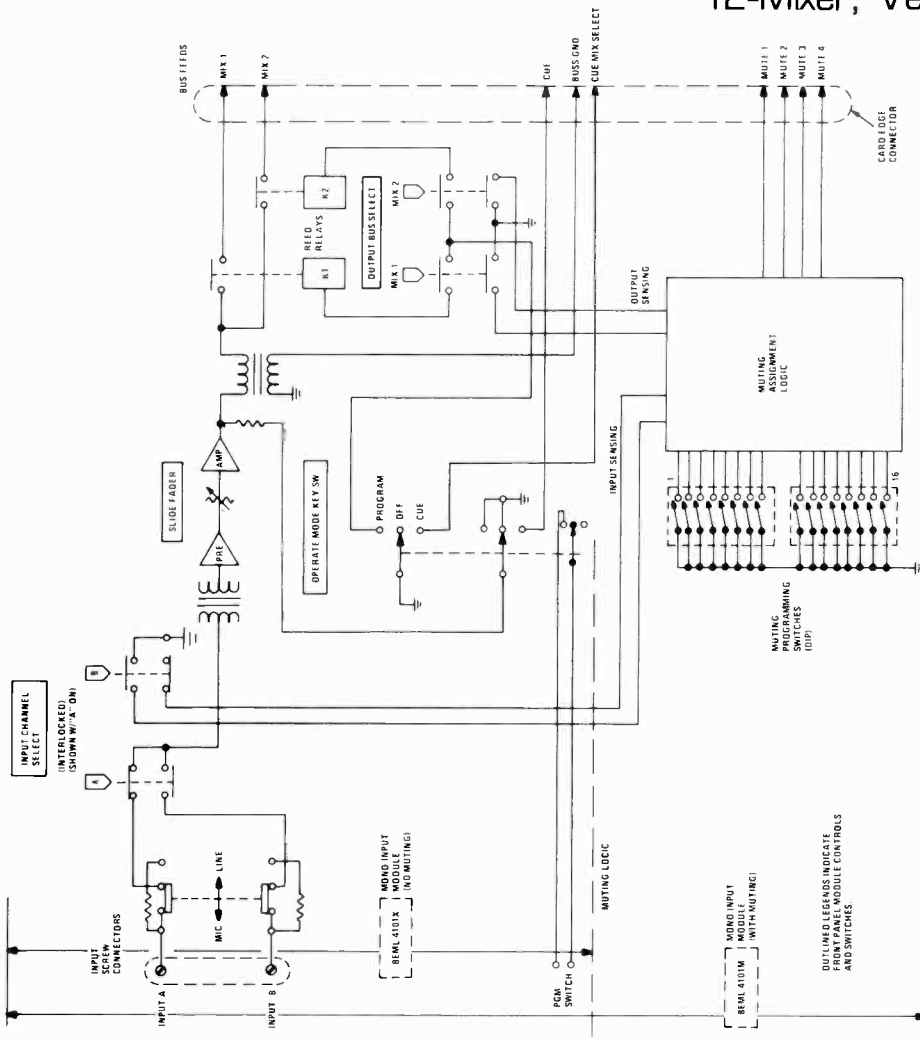 12-Mixer, Ve
INPUT CHANNEL
SELECT
(INTERLOCKED)
(SHOWN W/"A" ON)
A
B
SLIDE FADER
PRE
AMP
BUS FEEDS
MIX 1
MIX 2
CUE
BUSS GND
CUE MIX SELECT
MUTE 1
MUTE 2
MUTE 3
MUTE 4
CARD EDGE
CONNECTOR
REED
RELAYS
K1
K2
OUTPUT BUS SELECT
MIX 1
MIX 2
OUTPUT
SENSING
OPERATE MODE KEY SW
PROGRAM
OFF
CUE
INPUT SENSING
MUTING
ASSIGNMENT
LOGIC
1
16
MUTING
PROGRAMMING
SWITCHES
(DIP)
INPUT
SCREW
CONNECTORS
INPUT A
INPUT B
MIC
LINE
MONO INPUT
MODULE
(NO MUTING)
BEML 4101X
MUTING LOGIC
PGM
SWITCH
MONO INPUT
MODULE
(WITH MUTING)
BEML 4101M
OUTLINED LEGENDS INDICATE
FRONT PANEL MODULE CONTROLS
AND SWITCHES.